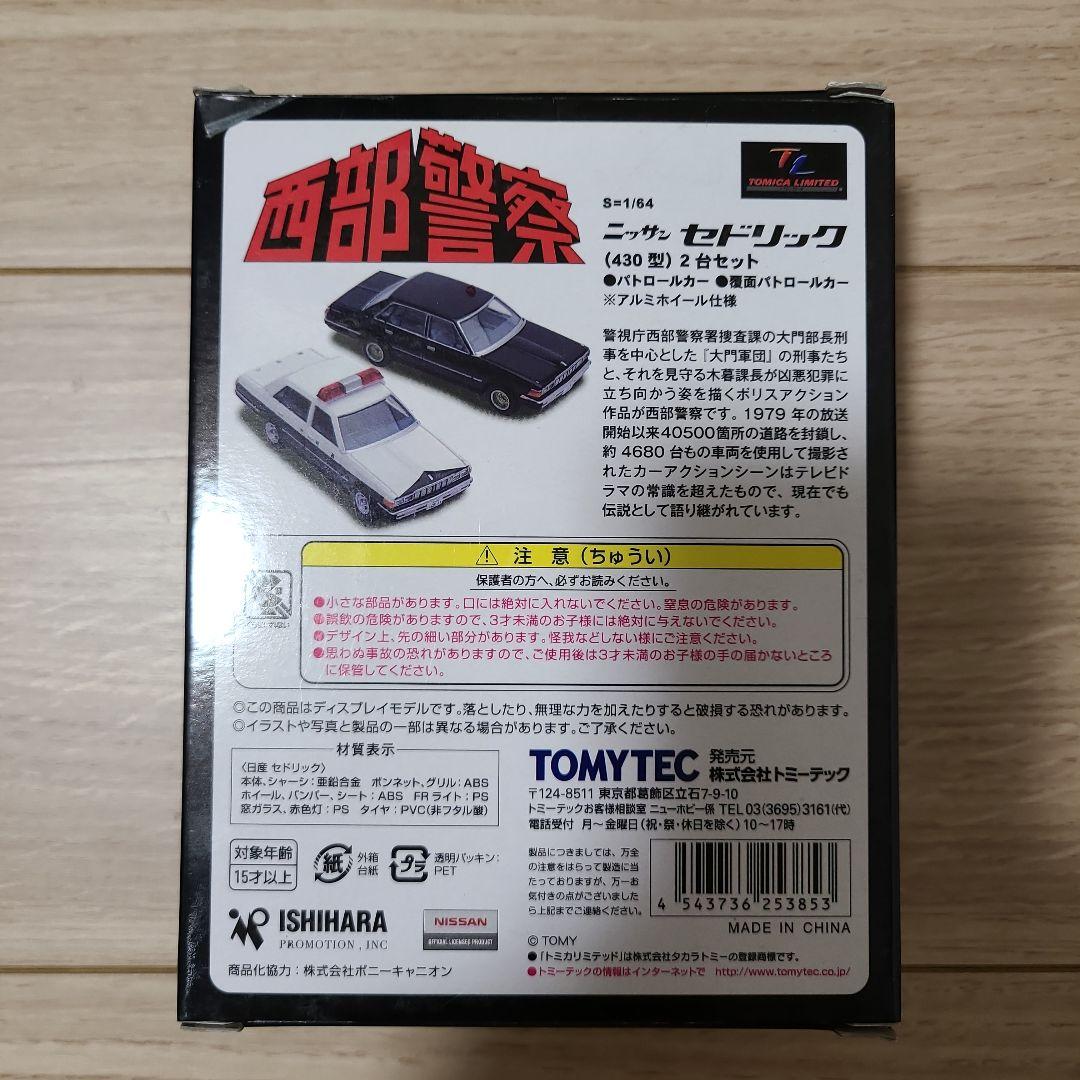 西部警察
TL
TOMICA LIMITED
S=1/64
ニッサン セドリック
(430 型) 2 台セット
●パトロールカー ●覆面パトロールカー
※アルミホイール仕様
警視庁西部警察署捜査課の大門部長刑
事を中心とした『大門軍団』の刑事たち
と、それを見守る木暮課長が凶悪犯罪に
立ち向かう姿を描くポリスアクション
作品が西部警察です。1979 年の放送
開始以来40500箇所の道路を封鎖し、
約 4680 台もの車両を使用して撮影さ
れたカーアクションシーンはテレビド
ラマの常識を超えたもので、現在でも
伝説として語り継がれています。
注 意（ちゅうい）
保護者の方へ、必ずお読みください。
●小さな部品があります。口には絶対に入れないでください。窒息の危険があります。
●誤飲の危険がありますので、3才未満のお子様には絶対に与えないでください。
●デザイン上、先の細い部分があります。怪我などしない様にご注意ください。
●思わぬ事故の恐れがありますので、ご使用後は3才未満のお子様の手の届かないところ
に保管してください。
◎この商品はディスプレイモデルです。落としたり、無理な力を加えたりすると破損する恐れがあります。
◎イラストや写真と製品の一部は異なる場合があります。ご了承ください。
材質表示
〈日産 セドリック〉
本体、シャーシ：亜鉛合金 ボンネット、グリル：ABS
ホイール、バンパー、シート：ABS FRライト：PS
窓ガラス、赤色灯：PS タイヤ：PVC(非フタル酸)
TOMYTEC 発売元
株式会社トミーテック
〒124-8511 東京都葛飾区立石7-9-10
トミーテックお客様相談室 ニューホビー係 TEL 03(3695)3161(代)
電話受付 月～金曜日(祝・祭・休日を除く) 10～17時
対象年齢
15才以上
紙
外箱
台紙
プラ
透明パッキン：
PET
製品につきましては、万全
の注意をはらって製造に当
たっておりますが、万一お
気付きの点がございました
ら上記までご連絡ください。
4 543736 253853
MADE IN CHINA
ISHIHARA
PROMOTION , INC
NISSAN
OFFICIAL LICENSED PRODUCT
© TOMY
●「トミカリミテッド」は株式会社タカラトミーの登録商標です。
●トミーテックの情報はインターネットで http://www.tomytec.co.jp/
商品化協力：株式会社ポニーキャニオン